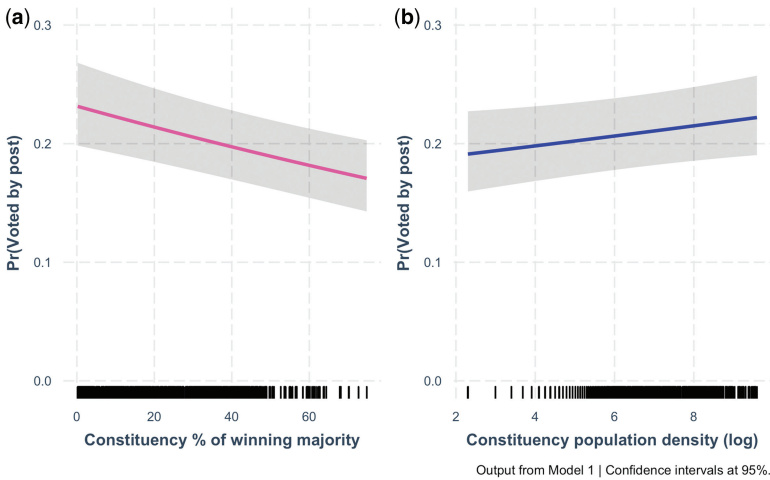 (a)
Pr(Voted by post)
0.3
0.2
0.1
0.0
0 20 40 60
Constituency % of winning majority
(b)
Pr(Voted by post)
0.3
0.2
0.1
0.0
2 4 6 8
Constituency population density (log)
Output from Model 1 | Confidence intervals at 95%.